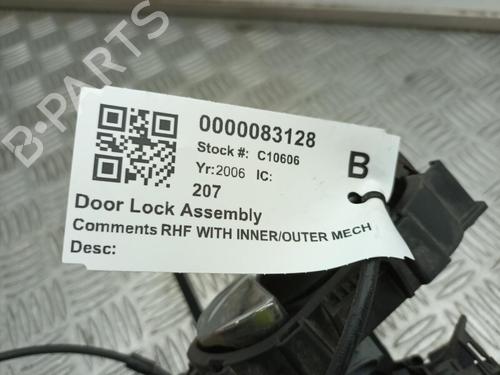 B-PARTS
0000083128
Stock #: C10606
Yr:2006 IC:
B
207
Door Lock Assembly
Comments RHF WITH INNER/OUTER MECH
Desc: